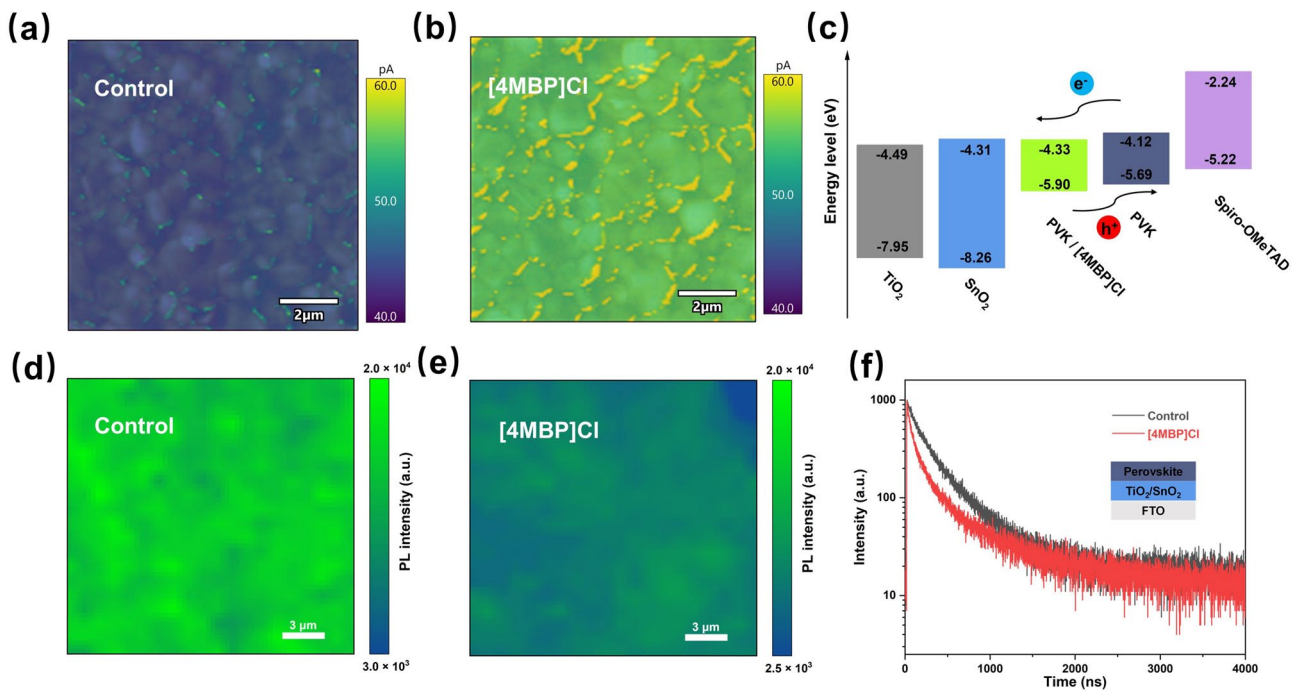 (a)
Control
2μm
pA
60.0
50.0
40.0
(b)
[4MBP]Cl
2μm
pA
60.0
50.0
40.0
(c)
Energy level (eV)
e-
-4.49
-7.95
TiO2
-4.31
-8.26
SnO2
-4.33
-5.90
PVK / [4MBP]Cl
-4.12
-5.69
PVK
h+
-2.24
-5.22
Spiro-OMeTAD
(d)
Control
3 μm
2.0 × 10⁴
PL intensity (a.u.)
3.0 × 10³
(e)
[4MBP]Cl
3 μm
2.0 × 10⁴
PL intensity (a.u.)
2.5 × 10³
(f)
Intensity (a.u.)
1000
100
10
Control
[4MBP]Cl
Perovskite
TiO2/SnO2
FTO
0 1000 2000 3000 4000
Time (ns)